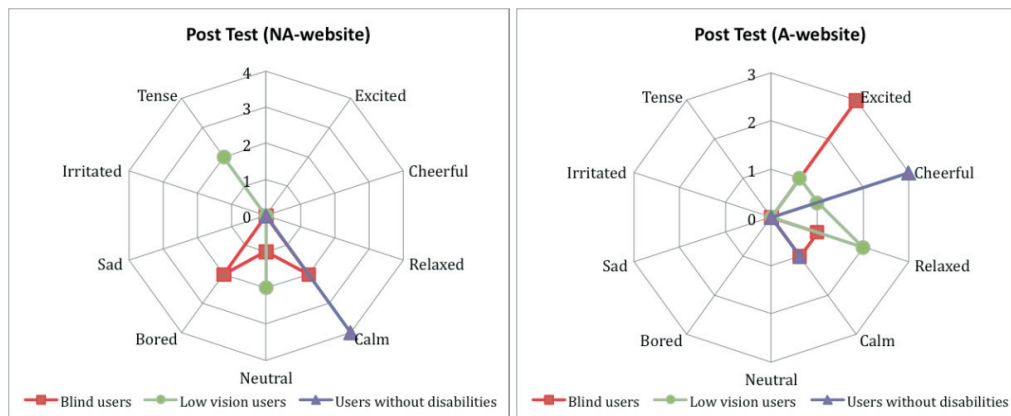 Post Test (NA-website)
4
3
2
1
0
Excited
Cheerful
Relaxed
Calm
Neutral
Bored
Sad
Irritated
Tense
Blind users
Low vision users
Users without disabilities
Post Test (A-website)
3
2
1
0
Excited
Cheerful
Relaxed
Calm
Neutral
Bored
Sad
Irritated
Tense
Blind users
Low vision users
Users without disabilities